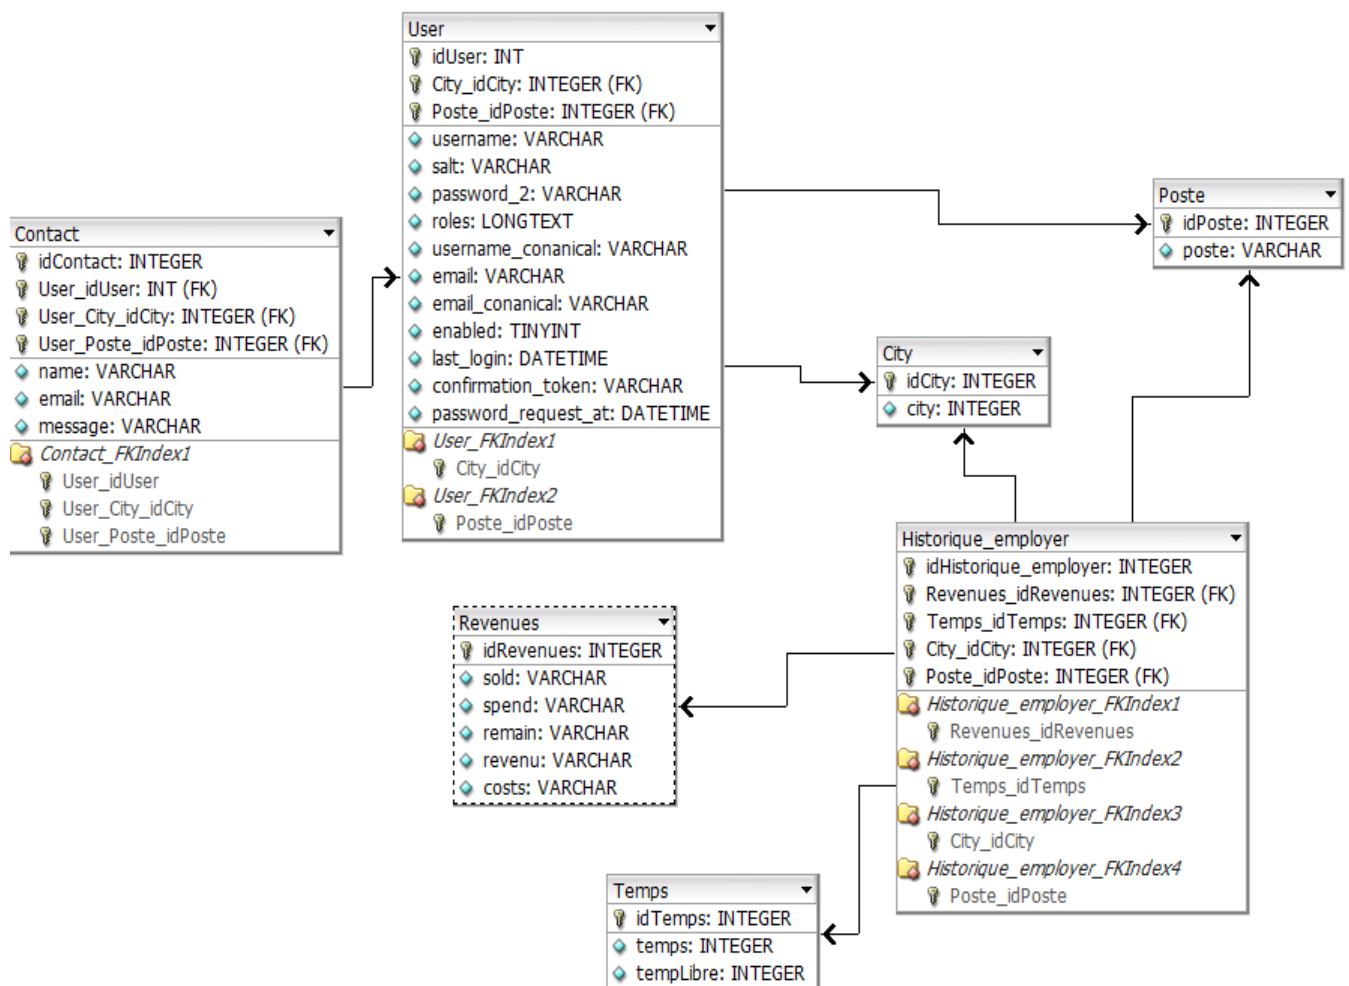 User
idUser: INT
City_idCity: INTEGER (FK)
Poste_idPoste: INTEGER (FK)
username: VARCHAR
salt: VARCHAR
password_2: VARCHAR
roles: LONGTEXT
username_conanical: VARCHAR
email: VARCHAR
email_conanical: VARCHAR
enabled: TINYINT
last_login: DATETIME
confirmation_token: VARCHAR
password_request_at: DATETIME
User_FKIndex1
City_idCity
User_FKIndex2
Poste_idPoste
Poste
idPoste: INTEGER
poste: VARCHAR
Contact
idContact: INTEGER
User_idUser: INT (FK)
User_City_idCity: INTEGER (FK)
User_Poste_idPoste: INTEGER (FK)
name: VARCHAR
email: VARCHAR
message: VARCHAR
Contact_FKIndex1
User_idUser
User_City_idCity
User_Poste_idPoste
City
idCity: INTEGER
city: INTEGER
Historique_employer
idHistorique_employer: INTEGER
Revenues_idRevenues: INTEGER (FK)
Temps_idTemps: INTEGER (FK)
City_idCity: INTEGER (FK)
Poste_idPoste: INTEGER (FK)
Historique_employer_FKIndex1
Revenues_idRevenues
Historique_employer_FKIndex2
Temps_idTemps
Historique_employer_FKIndex3
City_idCity
Historique_employer_FKIndex4
Poste_idPoste
Revenues
idRevenues: INTEGER
sold: VARCHAR
spend: VARCHAR
remain: VARCHAR
revenu: VARCHAR
costs: VARCHAR
Temps
idTemps: INTEGER
temps: INTEGER
tempLibre: INTEGER